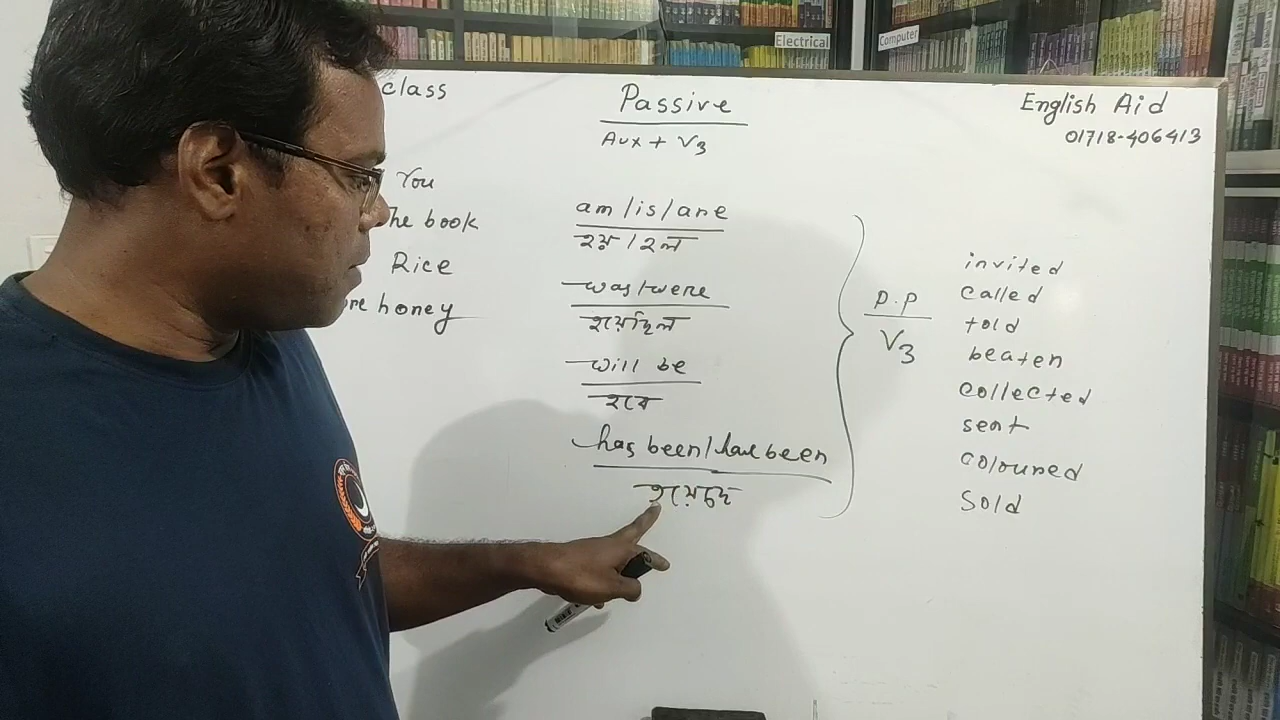 Electrical
Computer
class
Passive
Aux + V3
English Aid
01718-406413
You
The book
Rice
honey
am/is/are
হয়/হল
was/were
হয়েছিল
will be
হবে
has been/have been
হয়েছে
P.P
V3
invited
called
told
beaten
collected
sent
coloured
Sold